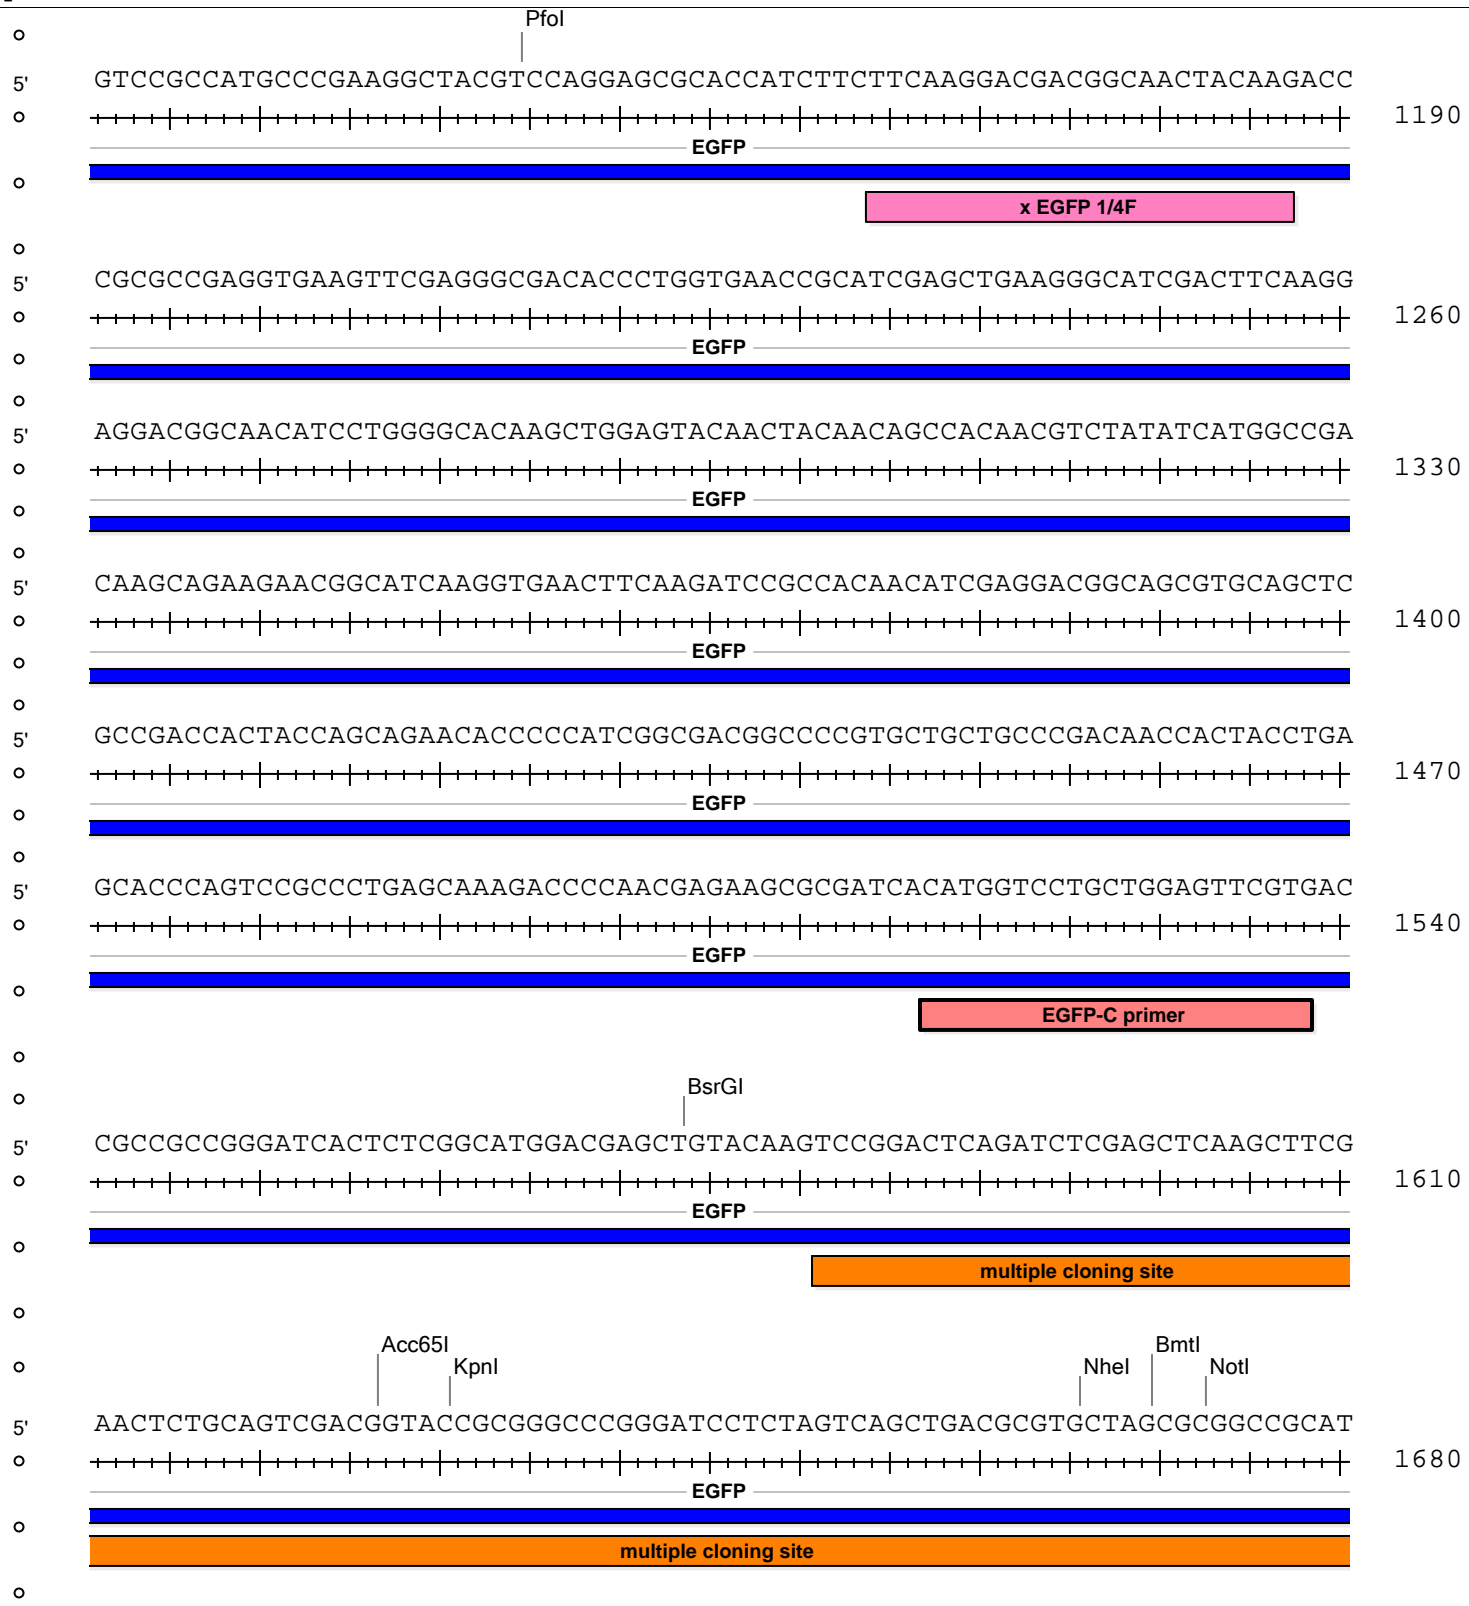 PfoI
5' GTCCGCCATGCCCGAAGGCTACGTCCAGGAGCGCACCATCTTCTTCAAGGACGACGGCAACTACAAGACC
1190
EGFP
x EGFP 1/4F
5' CGCGCCGAGGTGAAGTTCGAGGGCGACACCCTGGTGAACCGCATCGAGCTGAAGGGCATCGACTTCAAGG
1260
EGFP
5' AGGACGGCAACATCCTGGGGCACAAGCTGGAGTACAACTACAACAGCCACAACGTCTATATCATGGCCGA
1330
EGFP
5' CAAGCAGAAGAACGGCATCAAGGTGAACTTCAAGATCCGCCACAACATCGAGGACGGCAGCGTGCAGCTC
1400
EGFP
5' GCCGACCACTACCAGCAGAACACCCCCATCGGCGACGGCCCCGTGCTGCTGCCCGACAACCACTACCTGA
1470
EGFP
5' GCACCCAGTCCGCCCTGAGCAAAGACCCCAACGAGAAGCGCGATCACATGGTCCTGCTGGAGTTCGTGAC
1540
EGFP
EGFP-C primer
BsrGI
5' CGCCGCCGGGATCACTCTCGGCATGGACGAGCTGTACAAGTCCGGACTCAGATCTCGAGCTCAAGCTTCG
1610
EGFP
multiple cloning site
Acc65I BmtI
KpnI NheI NotI
5' AACTCTGCAGTCGACGGTACCGCGGGCCCGGGATCCTCTAGTCAGCTGACGCGTGCTAGCGCGGCCGCAT
1680
EGFP
multiple cloning site